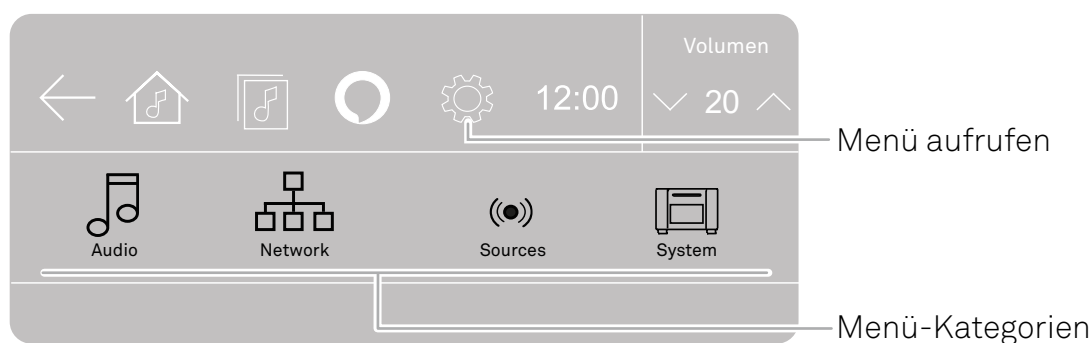 Volumen
12:00 20
Menü aufrufen
Audio Network Sources System
Menü-Kategorien